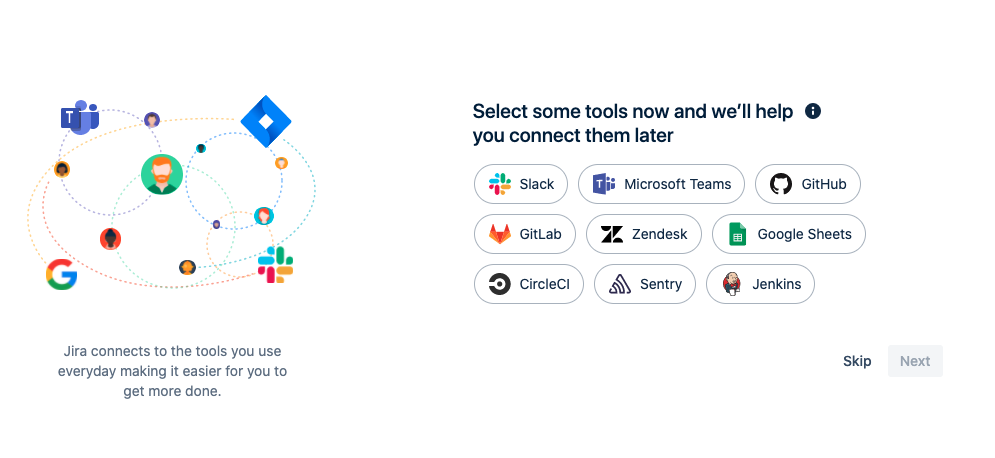 Select some tools now and we'll help
you connect them later
Slack
Microsoft Teams
GitHub
GitLab
Zendesk
Google Sheets
CircleCI
Sentry
Jenkins
Jira connects to the tools you use
everyday making it easier for you to
get more done.
Skip
Next